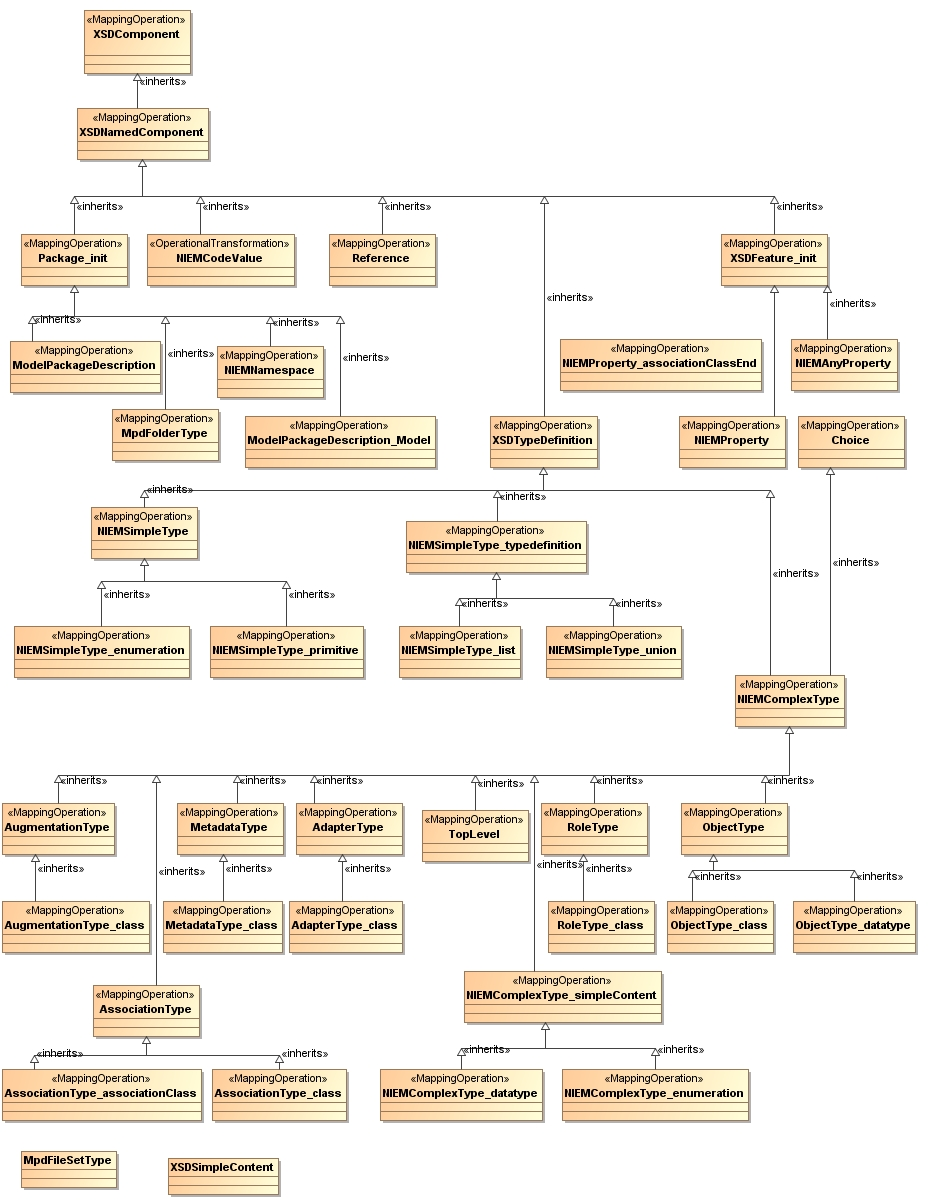 «MappingOperation»
XSDComponent
«inherits»
«MappingOperation»
XSDNamedComponent
«inherits»
«inherits»
«inherits»
«inherits»
«MappingOperation»
Package_init
«OperationalTransformation»
NIEMCodeValue
«MappingOperation»
Reference
«MappingOperation»
XSDFeature_init
«inherits»
«inherits»
«inherits»
«inherits»
«inherits»
«inherits»
«MappingOperation»
ModelPackageDescription
«MappingOperation»
NIEMNamespace
«MappingOperation»
NIEMProperty_associationClassEnd
«MappingOperation»
NIEMAnyProperty
«MappingOperation»
MpdFolderType
«MappingOperation»
ModelPackageDescription_Model
«MappingOperation»
XSDTypeDefinition
«MappingOperation»
NIEMProperty
«MappingOperation»
Choice
«inherits»
«inherits»
«MappingOperation»
NIEMSimpleType
«MappingOperation»
NIEMSimpleType_typedefinition
«inherits»
«inherits»
«inherits»
«inherits»
«inherits»
«inherits»
«MappingOperation»
NIEMSimpleType_enumeration
«MappingOperation»
NIEMSimpleType_primitive
«MappingOperation»
NIEMSimpleType_list
«MappingOperation»
NIEMSimpleType_union
«MappingOperation»
NIEMComplexType
«inherits»
«inherits»
«inherits»
«inherits»
«inherits»
«inherits»
«MappingOperation»
AugmentationType
«MappingOperation»
MetadataType
«MappingOperation»
AdapterType
«MappingOperation»
TopLevel
«MappingOperation»
RoleType
«MappingOperation»
ObjectType
«inherits»
«inherits»
«inherits»
«inherits»
«inherits»
«inherits»
«inherits»
«inherits»
«MappingOperation»
AugmentationType_class
«MappingOperation»
MetadataType_class
«MappingOperation»
AdapterType_class
«MappingOperation»
RoleType_class
«MappingOperation»
ObjectType_class
«MappingOperation»
ObjectType_datatype
«MappingOperation»
AssociationType
«MappingOperation»
NIEMComplexType_simpleContent
«inherits»
«inherits»
«inherits»
«inherits»
«MappingOperation»
AssociationType_associationClass
«MappingOperation»
AssociationType_class
«MappingOperation»
NIEMComplexType_datatype
«MappingOperation»
NIEMComplexType_enumeration
MpdFileSetType
XSDSimpleContent